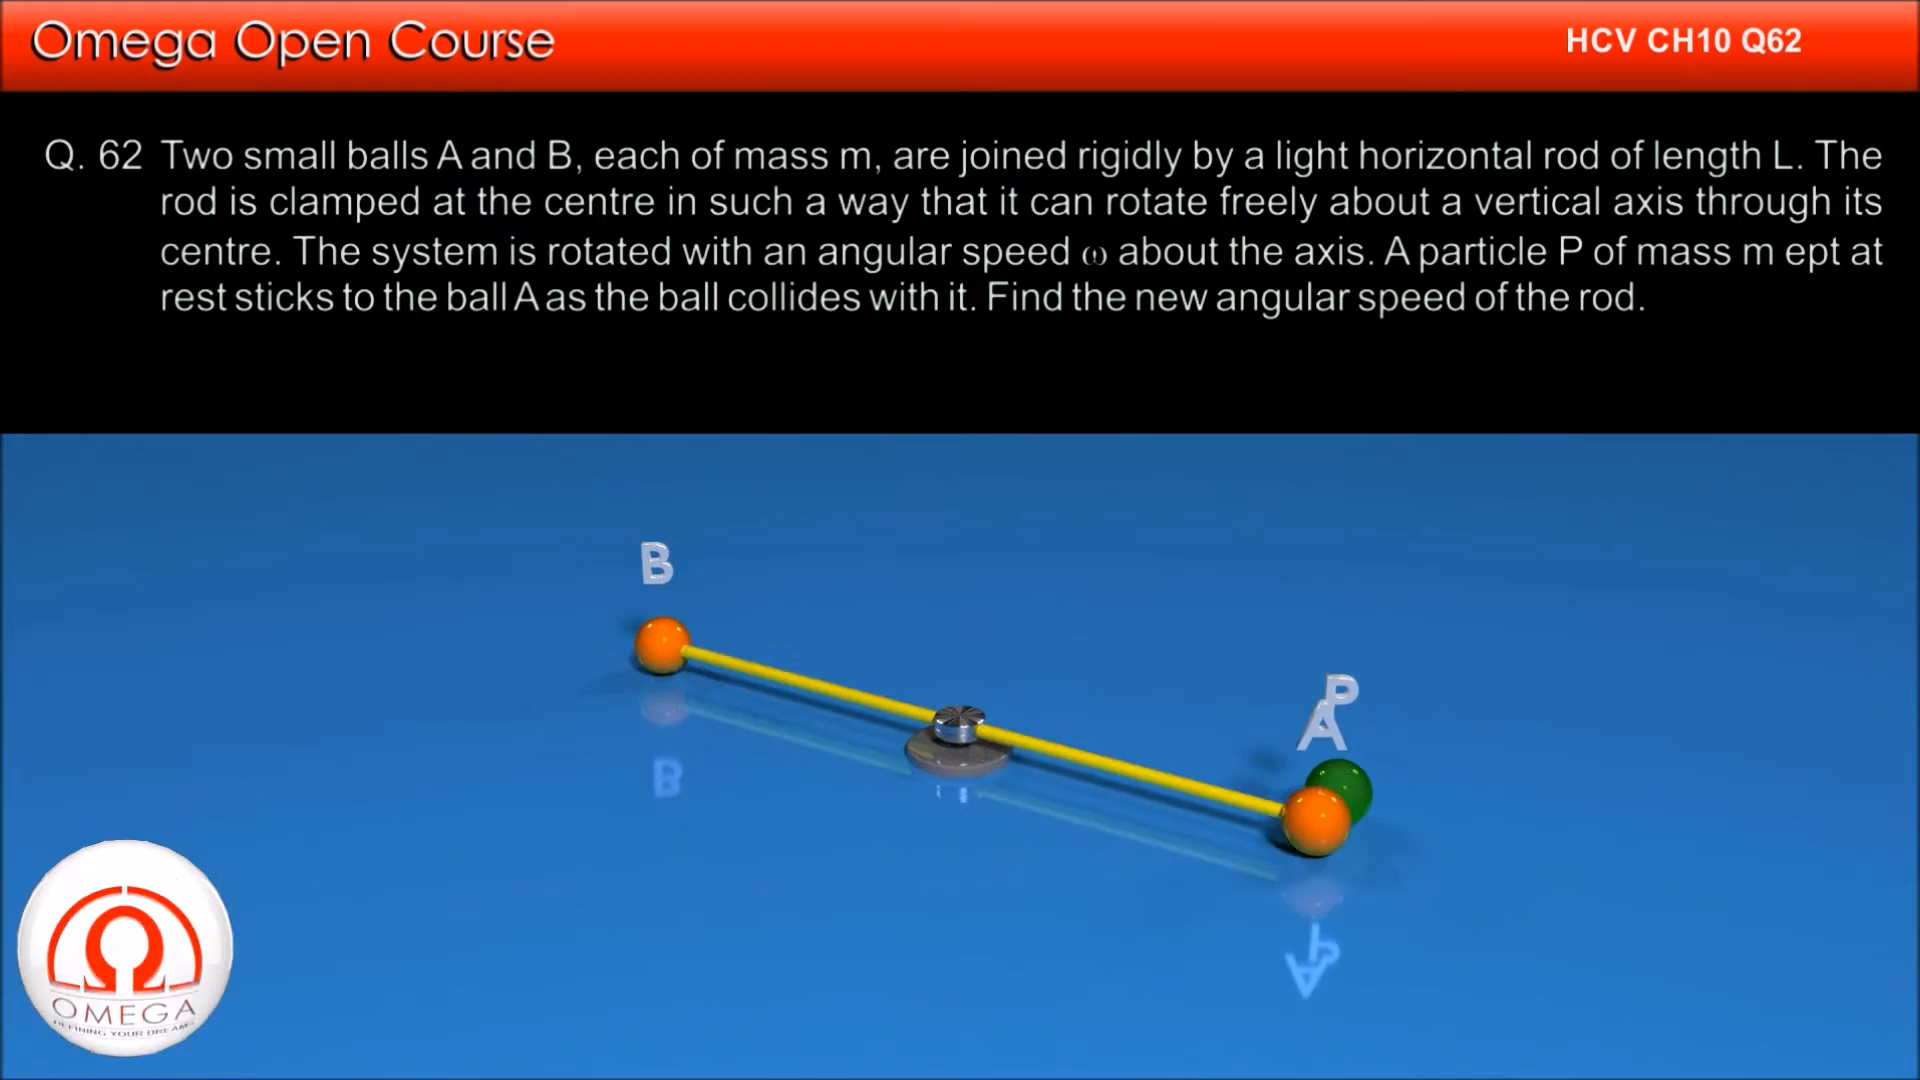 Omega Open Course
HCV CH10 Q62
Q. 62 Two small balls A and B, each of mass m, are joined rigidly by a light horizontal rod of length L. The
rod is clamped at the centre in such a way that it can rotate freely about a vertical axis through its
centre. The system is rotated with an angular speed ω about the axis. A particle P of mass m ept at
rest sticks to the ball A as the ball collides with it. Find the new angular speed of the rod.
B
P
A
B
OMEGA
DEFINING YOUR DREAMS